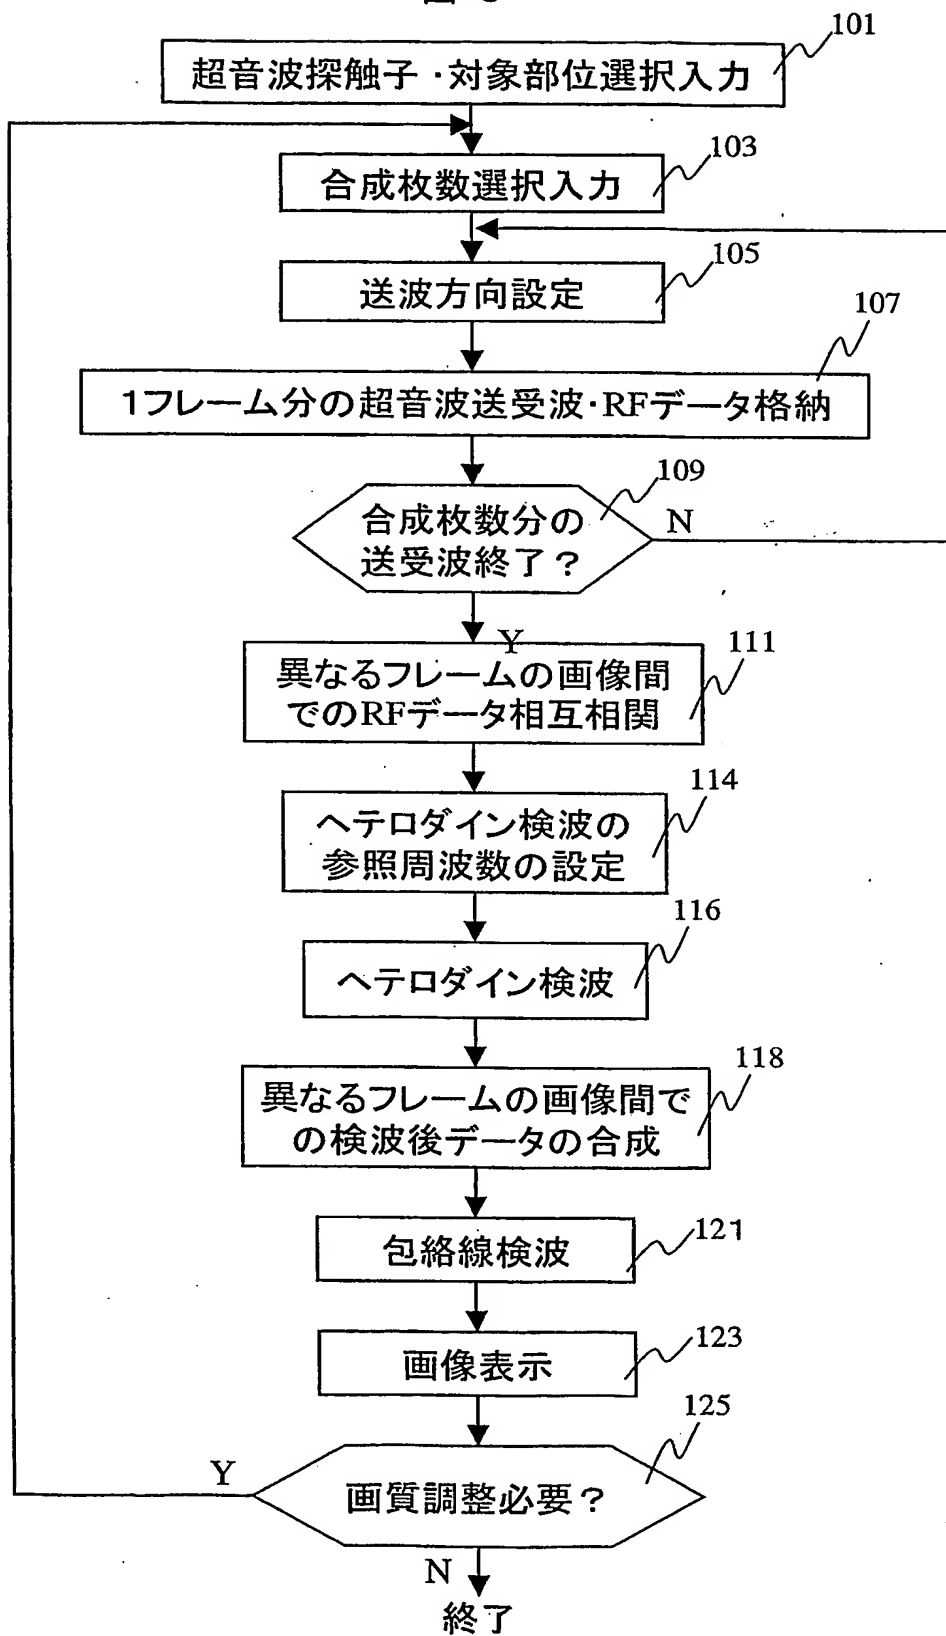 101
超音波探触子・対象部位選択入力
103
合成枚数選択入力
105
送波方向設定
107
1フレーム分の超音波送受波・RFデータ格納
109
合成枚数分の
送受波終了？
N
Y
111
異なるフレームの画像間
でのRFデータ相互相関
114
ヘテロダイン検波の
参照周波数の設定
116
ヘテロダイン検波
118
異なるフレームの画像間で
の検波後データの合成
121
包絡線検波
123
画像表示
125
画質調整必要？
Y
N
終了